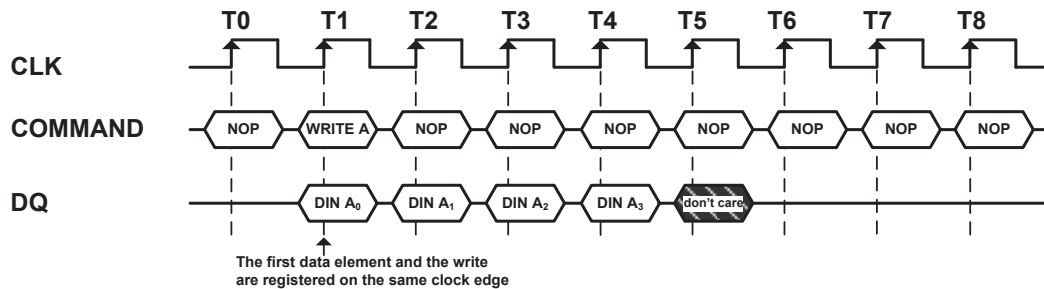 T0 T1 T2 T3 T4 T5 T6 T7 T8
CLK
COMMAND NOP WRITE A NOP NOP NOP NOP NOP NOP NOP
DQ DIN A₀ DIN A₁ DIN A₂ DIN A₃ don't care
The first data element and the write
are registered on the same clock edge